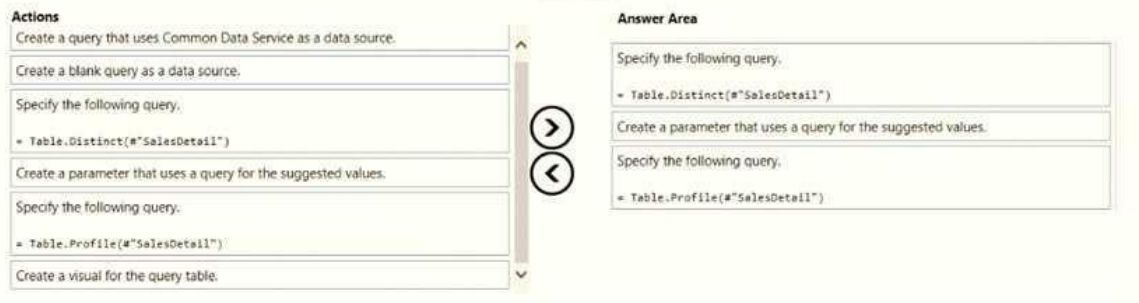 Actions
Create a query that uses Common Data Service as a data source.
Create a blank query as a data source.
Specify the following query.
= Table.Distinct(#"SalesDetail")
Create a parameter that uses a query for the suggested values.
Specify the following query.
= Table.Profile(#"SalesDetail")
Create a visual for the query table.
Answer Area
Specify the following query.
= Table.Distinct(#"SalesDetail")
Create a parameter that uses a query for the suggested values.
Specify the following query.
= Table.Profile(#"SalesDetail")